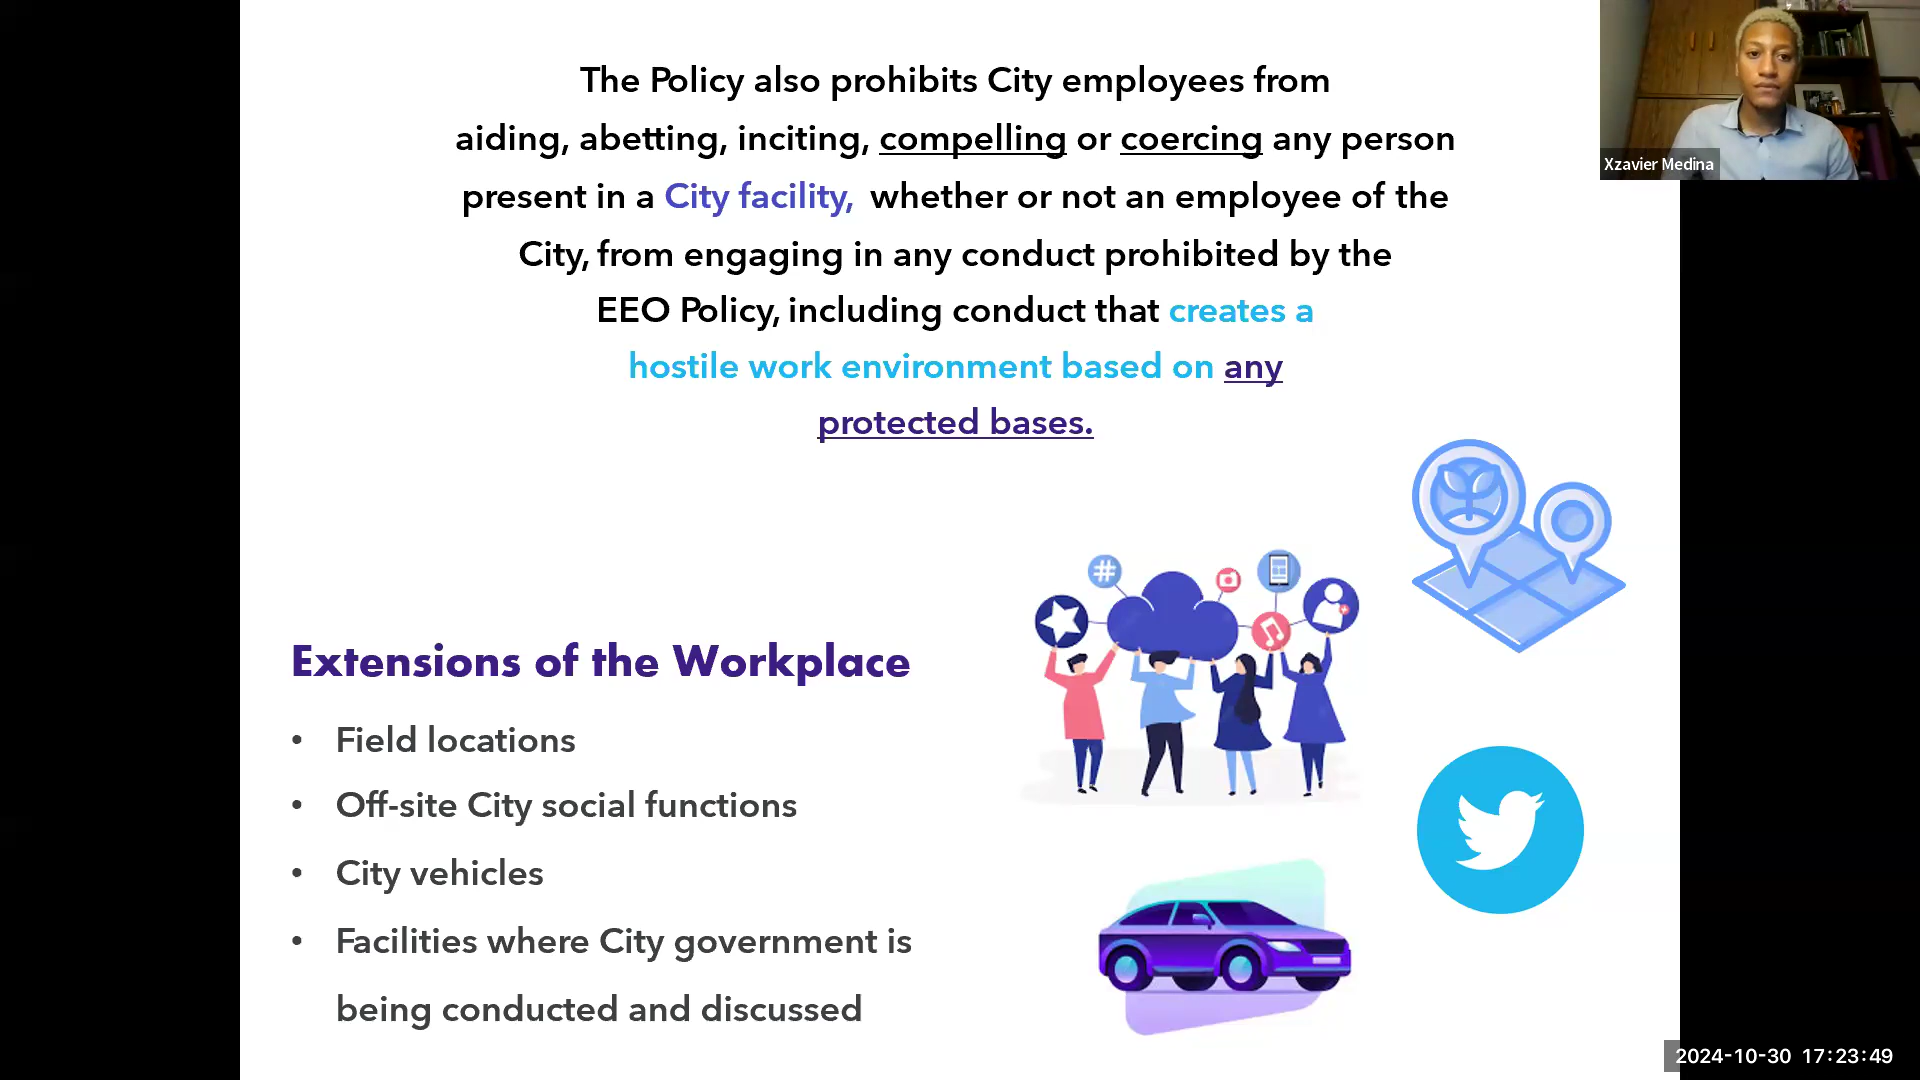 The Policy also prohibits City employees from
aiding, abetting, inciting, compelling or coercing any person
present in a City facility, whether or not an employee of the
City, from engaging in any conduct prohibited by the
EEO Policy, including conduct that creates a
hostile work environment based on any
protected bases.
Xzavier Medina
#
Extensions of the Workplace
• Field locations
• Off-site City social functions
• City vehicles
• Facilities where City government is
being conducted and discussed
2024-10-30 17:23:49